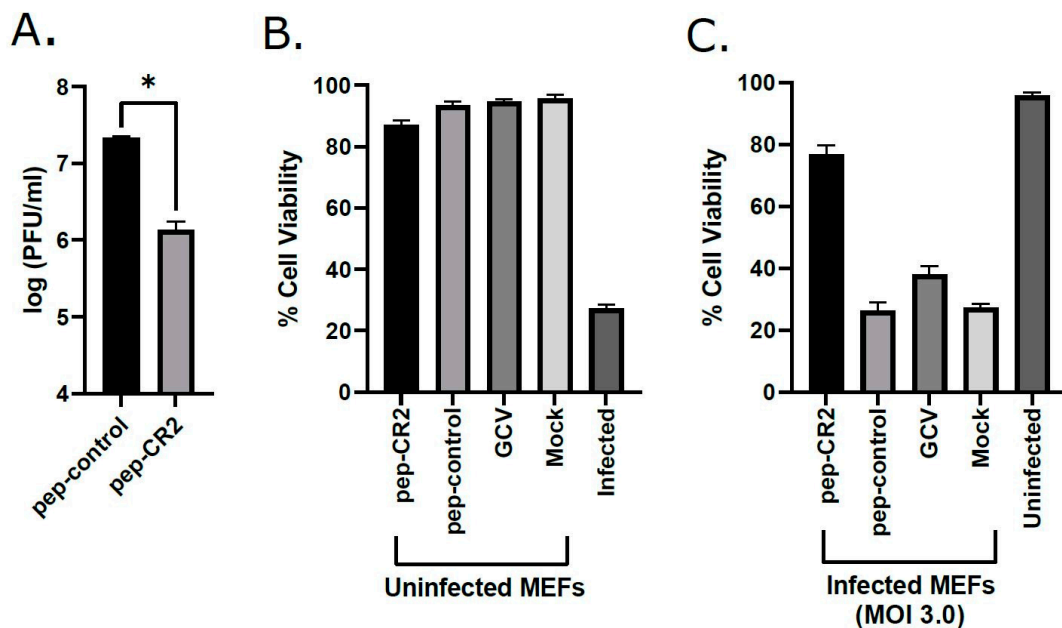 A.
*
log (PFU/ml)
8
7
6
5
4
pep-control
pep-CR2
B.
% Cell Viability
100
80
60
40
20
0
pep-CR2
pep-control
GCV
Mock
Infected
Uninfected MEFs
C.
% Cell Viability
100
80
60
40
20
0
pep-CR2
pep-control
GCV
Mock
Uninfected
Infected MEFs
(MOI 3.0)